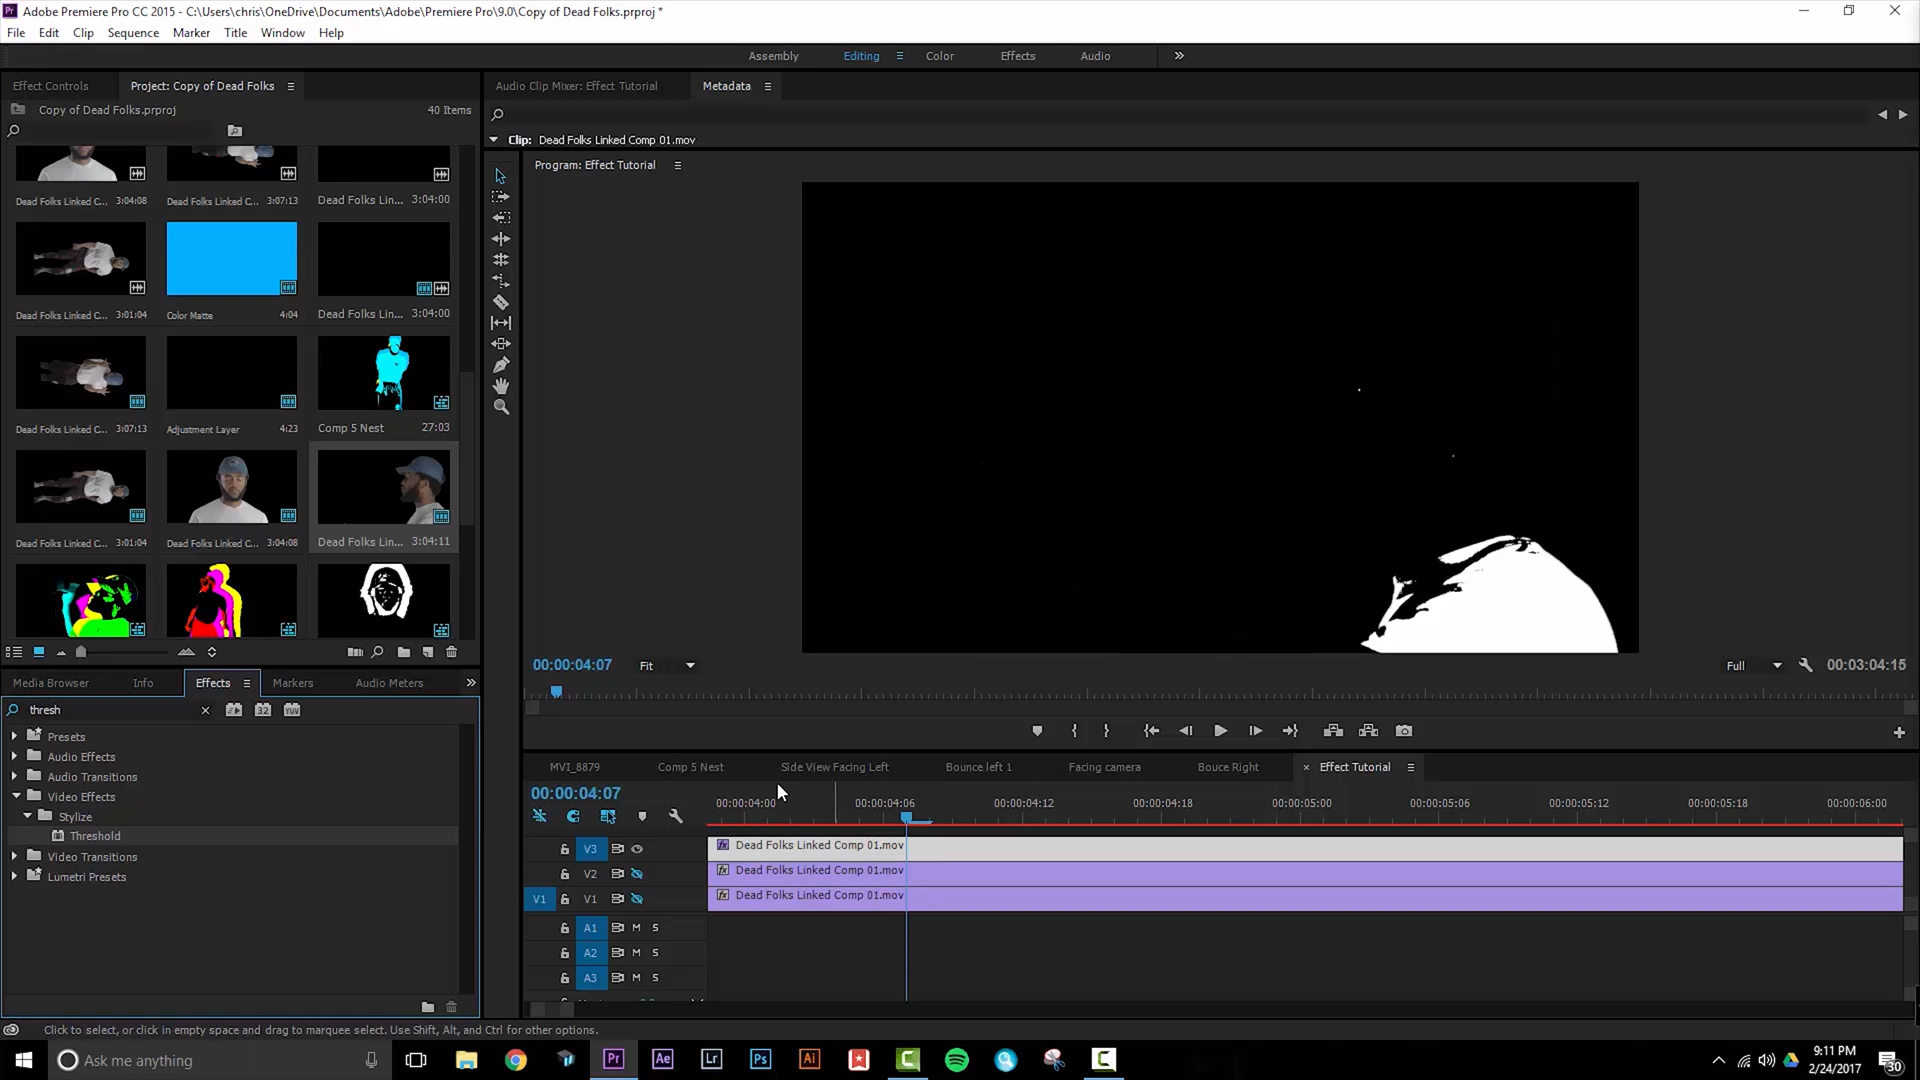 Adobe Premiere Pro CC 2015 - C:\Users\chris\OneDrive\Documents\Adobe\Premiere Pro\9.0\Copy of Dead Folks.prproj *
File Edit Clip Sequence Marker Title Window Help
Assembly Editing Color Effects Audio
Effect Controls Project: Copy of Dead Folks
Audio Clip Mixer: Effect Tutorial Metadata
Copy of Dead Folks.prproj 40 Items
Clip: Dead Folks Linked Comp 01.mov
Program: Effect Tutorial
Dead Folks Linked C... 3:04:08 Dead Folks Linked C... 3:07:13 Dead Folks Lin... 3:04:00
Dead Folks Linked C... 3:01:04 Color Matte 4:04 Dead Folks Lin... 3:04:00
Dead Folks Linked C... 3:07:13 Adjustment Layer 4:23 Comp 5 Nest 27:03
Dead Folks Linked C... 3:01:04 Dead Folks Linked C... 3:04:08 Dead Folks Lin... 3:04:11
00:00:04:07 Fit Full 00:03:04:15
Media Browser Info Effects Markers Audio Meters
thresh 32 YUV
Presets
Audio Effects
Audio Transitions
Video Effects
Stylize
Threshold
Video Transitions
Lumetri Presets
MVI_8879 Comp 5 Nest Side View Facing Left Bounce left 1 Facing camera Bouce Right × Effect Tutorial
00:00:04:07
00:00:04:00 00:00:04:06 00:00:04:12 00:00:04:18 00:00:05:00 00:00:05:06 00:00:05:12 00:00:05:18 00:00:06:00
V3 fx Dead Folks Linked Comp 01.mov
V2 fx Dead Folks Linked Comp 01.mov
V1 V1 fx Dead Folks Linked Comp 01.mov
A1 M S
A2 M S
A3 M S
Click to select, or click in empty space and drag to marquee select. Use Shift, Alt, and Ctrl for other options.
Ask me anything
Pr Ae Lr Ps Ai
9:11 PM
2/24/2017
30